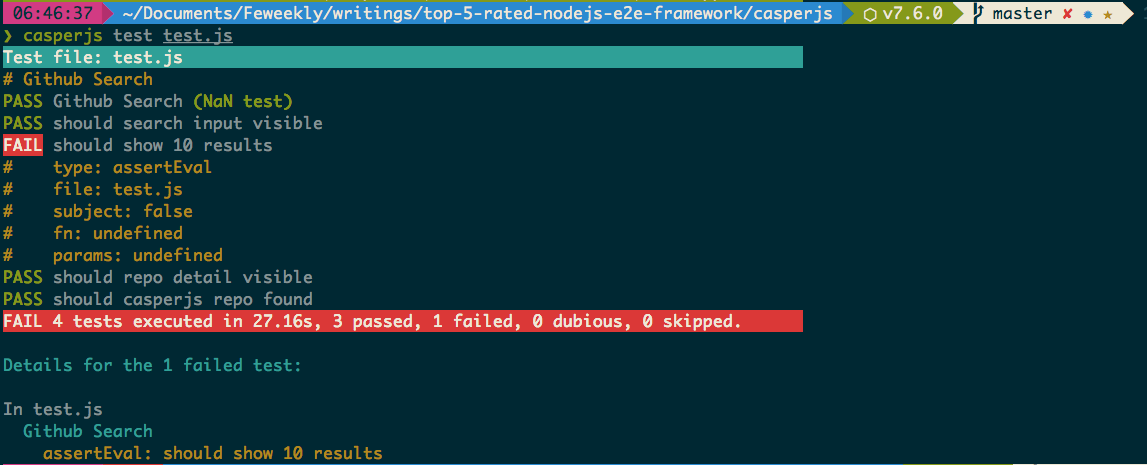 06:46:37 ~/Documents/Feweekly/writings/top-5-rated-nodejs-e2e-framework/casperjs ⬡ v7.6.0 master ✘ ✹ ★
❯ casperjs test test.js
Test file: test.js
# Github Search
PASS Github Search (NaN test)
PASS should search input visible
FAIL should show 10 results
#    type: assertEval
#    file: test.js
#    subject: false
#    fn: undefined
#    params: undefined
PASS should repo detail visible
PASS should casperjs repo found
FAIL 4 tests executed in 27.16s, 3 passed, 1 failed, 0 dubious, 0 skipped.
Details for the 1 failed test:
In test.js
  Github Search
    assertEval: should show 10 results